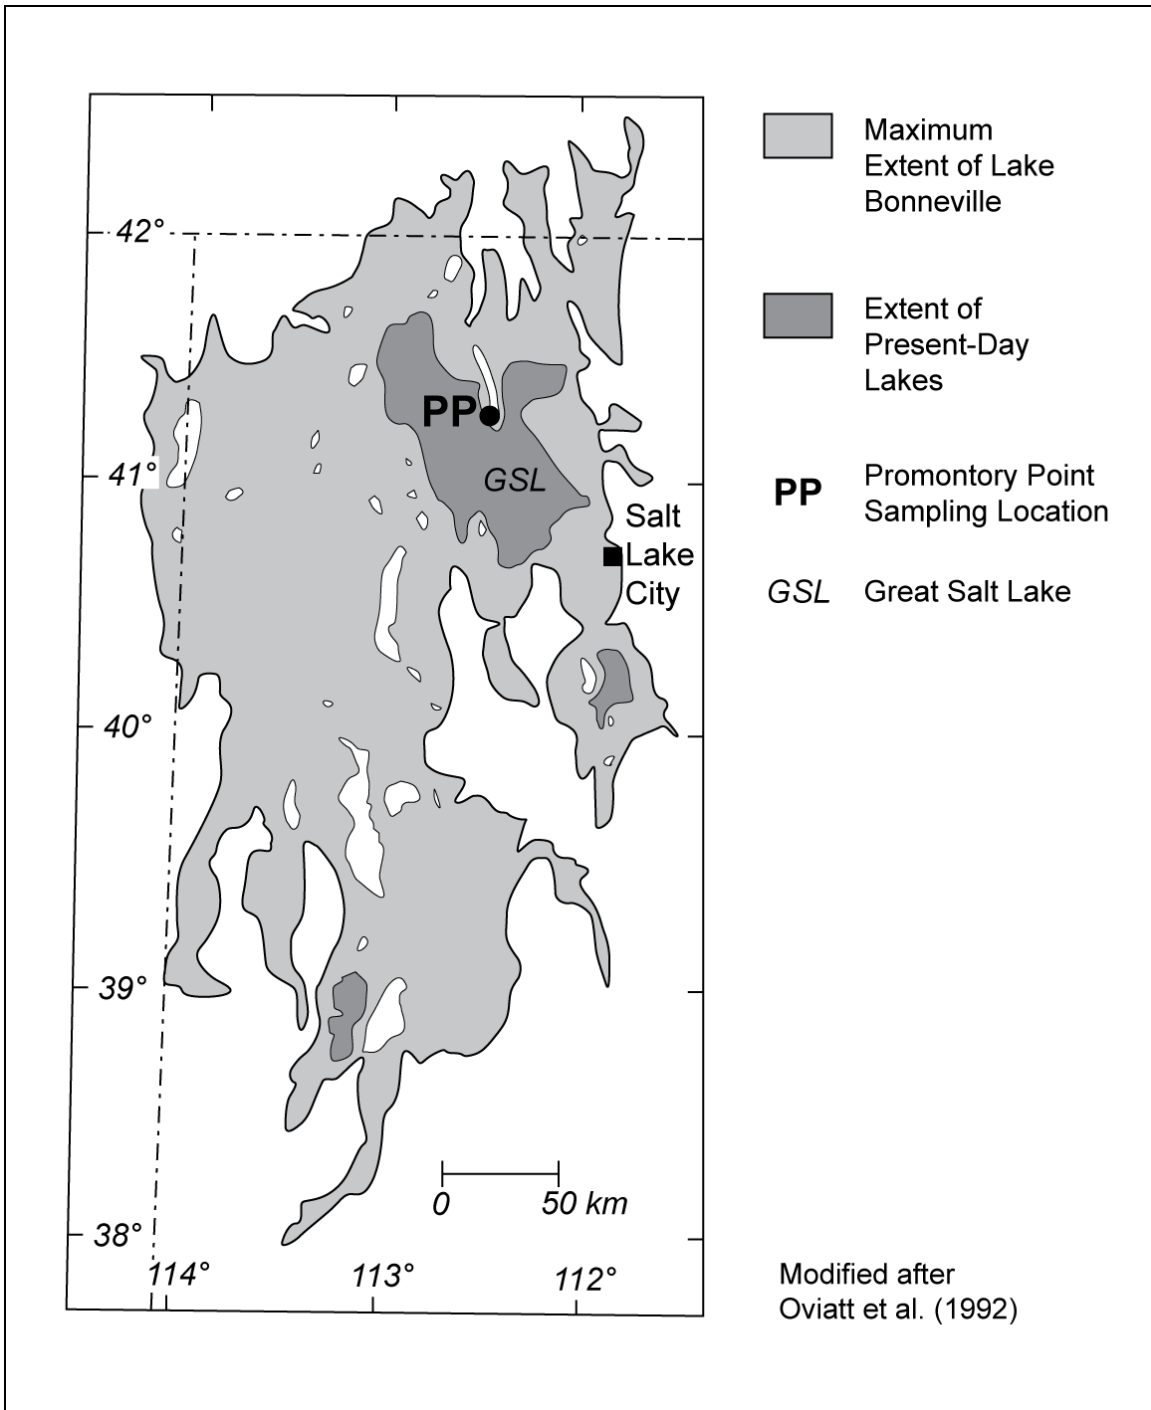 42°
41°
40°
39°
38°
114°
113°
112°
PP
GSL
Salt
Lake
City
0
50 km
Maximum
Extent of Lake
Bonneville
Extent of
Present-Day
Lakes
PP
Promontory Point
Sampling Location
GSL
Great Salt Lake
Modified after
Oviatt et al. (1992)